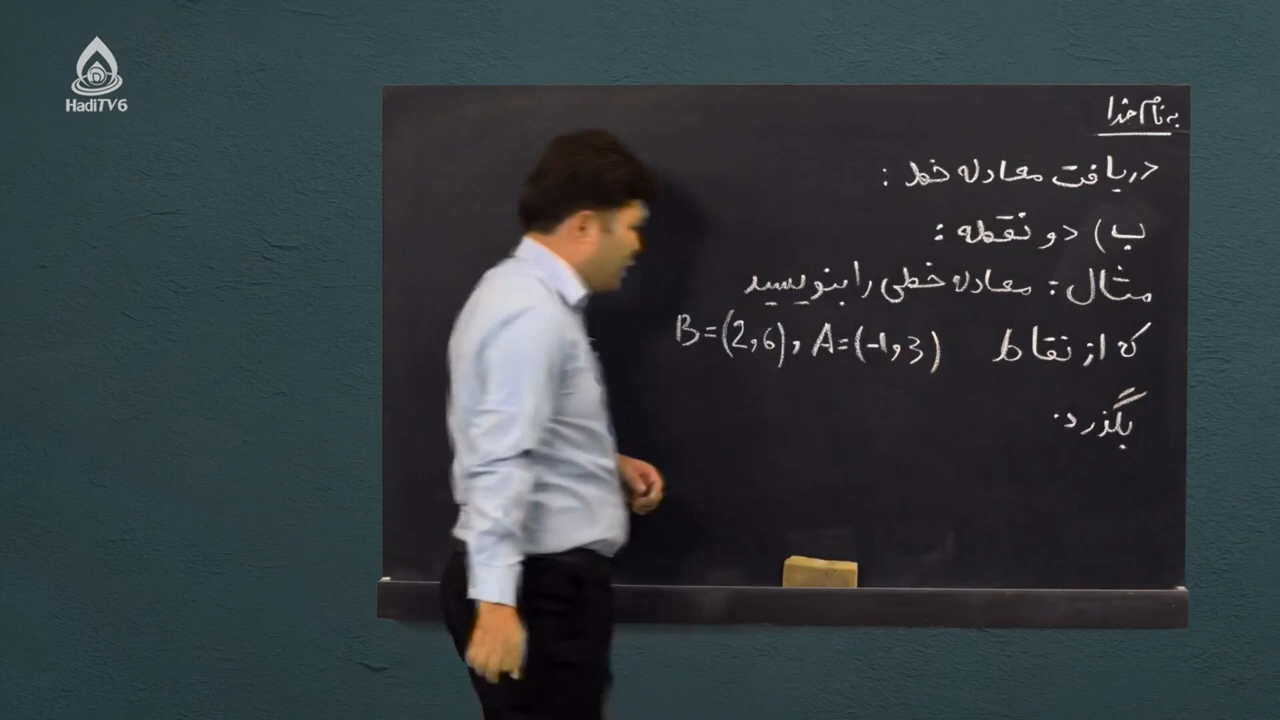 HadiTV6
به نام خدا
دریافت معادله خط :
ب) دو نقطه :
مثال : معادله خطی را بنویسید
که از نقاط A=(-1,3) , B=(2,6)
بگذرد.